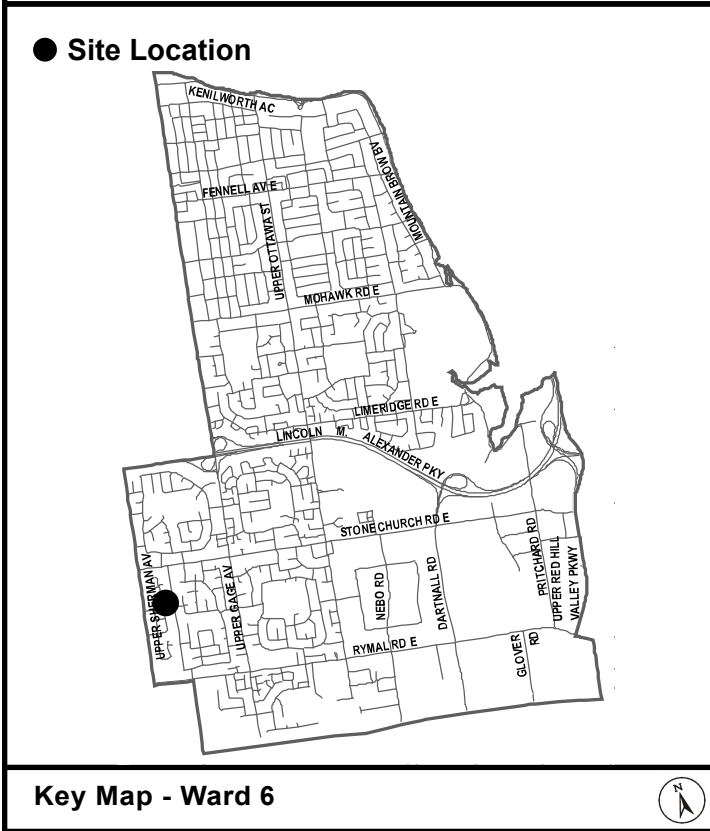 Site Location
KENILWORTH AC
MOUNTAIN BROW BV
FENNELL AV E
UPPER OTTAWA ST
MOHAWK RD E
LIMERIDGE RD E
LINCOLN M. ALEXANDER PKY
STONE CHURCH RD E
PRITCHARD RD
UPPER RED HILL
VALLEY PKWY
UPPER SHERMAN AV
UPPER GAGE AV
NEBO RD
DARTNALL RD
RYMAL RD E
GLOVER
RD
Key Map - Ward 6
N